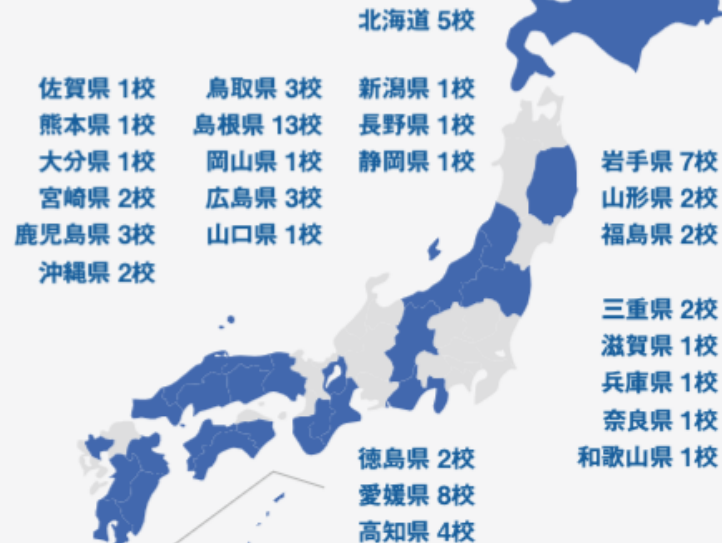 北海道 5校
佐賀県 1校
熊本県 1校
大分県 1校
宮崎県 2校
鹿児島県 3校
沖縄県 2校
鳥取県 3校
島根県 13校
岡山県 1校
広島県 3校
山口県 1校
新潟県 1校
長野県 1校
静岡県 1校
岩手県 7校
山形県 2校
福島県 2校
三重県 2校
滋賀県 1校
兵庫県 1校
奈良県 1校
和歌山県 1校
徳島県 2校
愛媛県 8校
高知県 4校